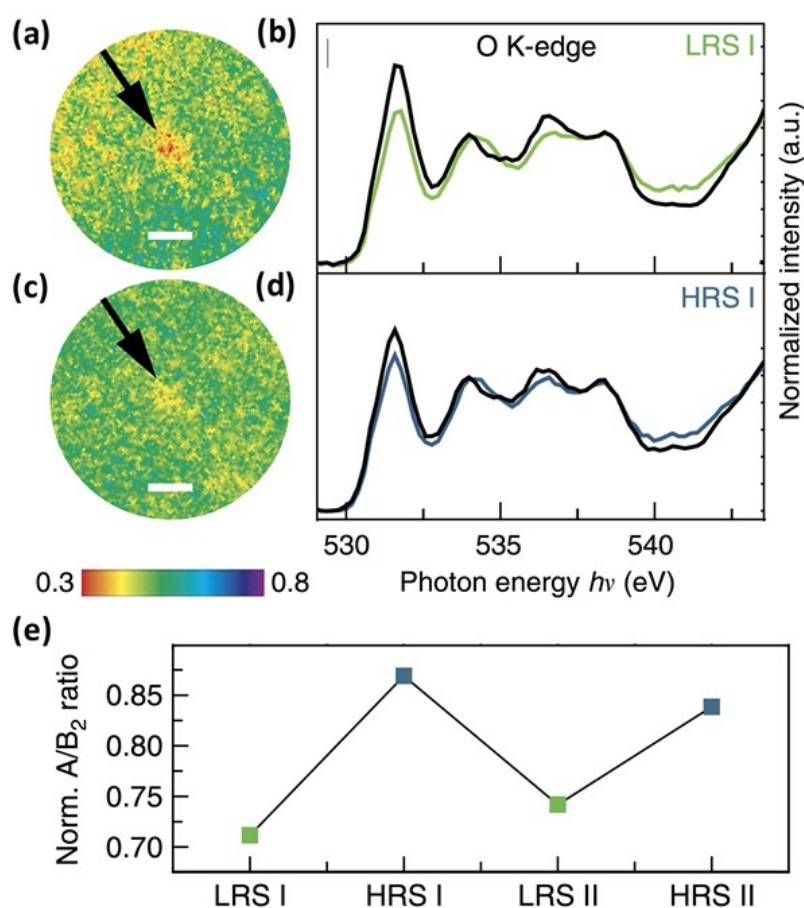 (a)
(b)
O K-edge
LRS I
(c)
(d)
HRS I
Normalized intensity (a.u.)
530
535
540
Photon energy hν (eV)
0.3
0.8
(e)
Norm. A/B₂ ratio
0.85
0.80
0.75
0.70
LRS I
HRS I
LRS II
HRS II